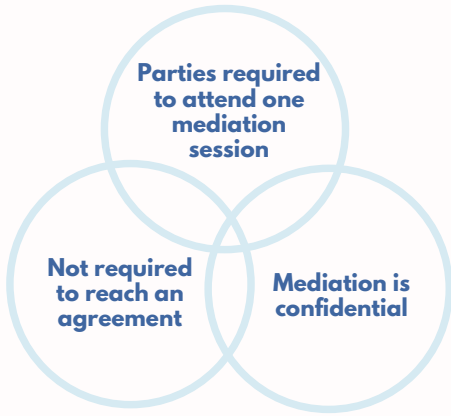 Parties required
to attend one
mediation
session
Not required
to reach an
agreement
Mediation is
confidential